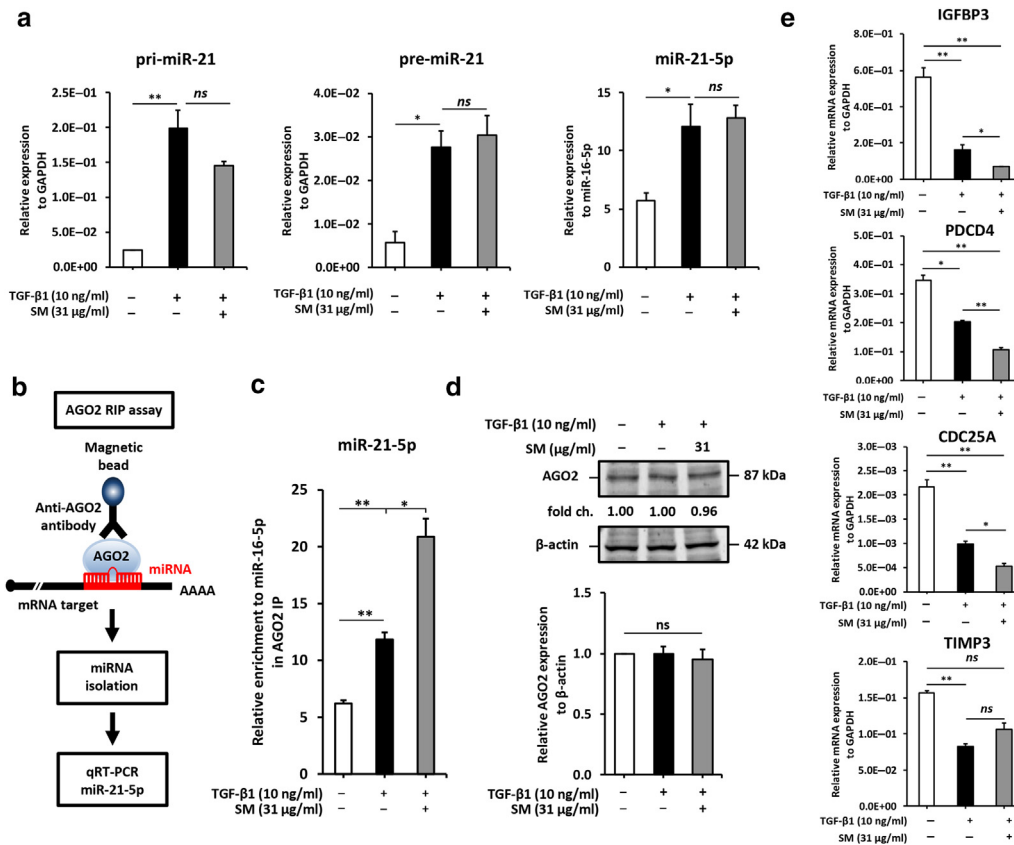 a
pri-miR-21
Relative expression
to GAPDH
2.5E−01
2.0E−01
1.5E−01
1.0E−01
5.0E−02
0.0E+00
**
ns
TGF-β1 (10 ng/ml) – + +
SM (31 µg/ml) – – +
pre-miR-21
Relative expression
to GAPDH
4.0E−02
3.0E−02
2.0E−02
1.0E−02
0.0E+00
*
ns
– + +
– – +
miR-21-5p
Relative expression
to miR-16-5p
15
10
5
0
*
ns
TGF-β1 (10 ng/ml) – + +
SM (31 µg/ml) – – +
b
AGO2 RIP assay
Magnetic
bead
Anti-AGO2
antibody
AGO2
miRNA
AAAA
mRNA target
miRNA
isolation
qRT-PCR
miR-21-5p
c
miR-21-5p
Relative enrichment to miR-16-5p
in AGO2 IP
25
20
15
10
5
0
** *
**
TGF-β1 (10 ng/ml) – + +
SM (31 µg/ml) – – +
d
TGF-β1 (10 ng/ml) – + +
SM (µg/ml) – – 31
AGO2 87 kDa
fold ch. 1.00 1.00 0.96
β-actin 42 kDa
Relative AGO2 expression
to β-actin
1.5
1.0
0.5
0.0
ns
TGF-β1 (10 ng/ml) – + +
SM (31 µg/ml) – – +
e
IGFBP3
Relative mRNA expression
to GAPDH
8.0E−01
6.0E−01
4.0E−01
2.0E−01
0.0E+00
**
**
*
TGF-β1 (10 ng/ml) – + +
SM (31 µg/ml) – – +
PDCD4
Relative mRNA expression
to GAPDH
5.0E−01
4.0E−01
3.0E−01
2.0E−01
1.0E−01
0.0E+00
**
*
**
TGF-β1 (10 ng/ml) – + +
SM (31 µg/ml) – – +
CDC25A
Relative mRNA expression
to GAPDH
3.0E−03
2.5E−03
2.0E−03
1.5E−03
1.0E−03
5.0E−04
0.0E+00
**
**
*
TGF-β1 (10 ng/ml) – + +
SM (31 µg/ml) – – +
TIMP3
Relative mRNA expression
to GAPDH
2.0E−01
1.5E−01
1.0E−01
5.0E−02
0.0E+00
ns
**
ns
TGF-β1 (10 ng/ml) – + +
SM (31 µg/ml) – – +